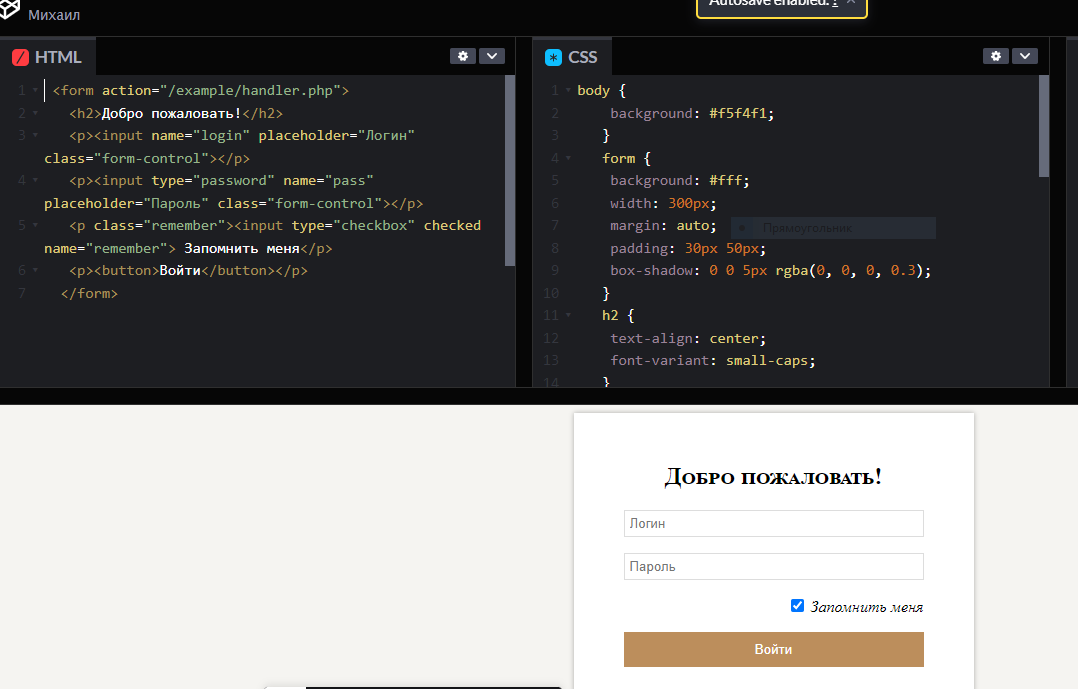 Михаил
Autosave enabled.
HTML
1 <form action="/example/handler.php">
2 <h2>Добро пожаловать!</h2>
3 <p><input name="login" placeholder="Логин"
class="form-control"></p>
4 <p><input type="password" name="pass"
placeholder="Пароль" class="form-control"></p>
5 <p class="remember"><input type="checkbox" checked
name="remember"> Запомнить меня</p>
6 <p><button>Войти</button></p>
7 </form>
CSS
1 body {
2 background: #f5f4f1;
3 }
4 form {
5 background: #fff;
6 width: 300px;
7 margin: auto;
Прямоугольник
8 padding: 30px 50px;
9 box-shadow: 0 0 5px rgba(0, 0, 0, 0.3);
10 }
11 h2 {
12 text-align: center;
13 font-variant: small-caps;
14 }
Добро пожаловать!
Логин
Пароль
Запомнить меня
Войти